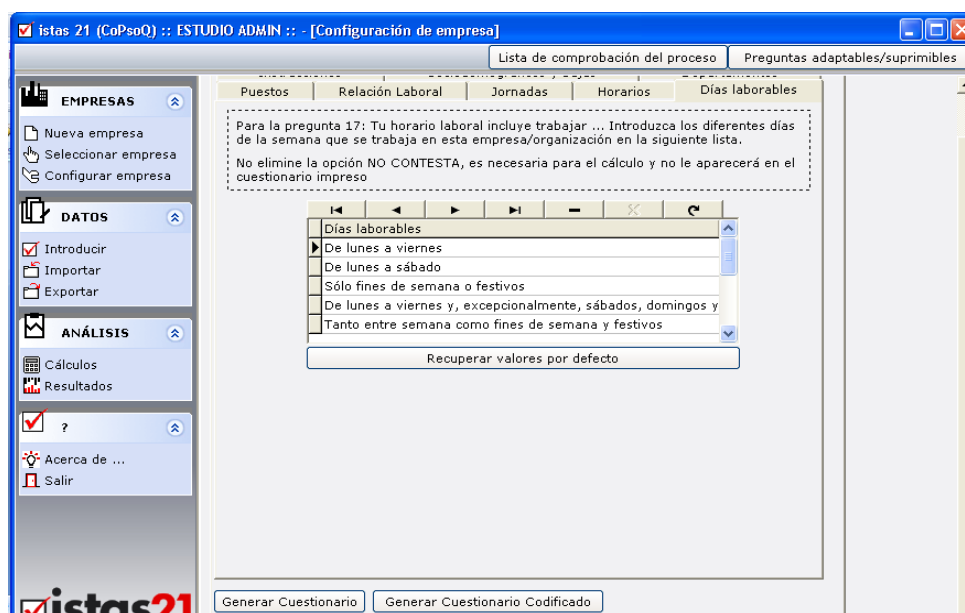 istas 21 (CoPsoQ) :: ESTUDIO ADMIN :: - [Configuración de empresa]
Lista de comprobación del proceso
Preguntas adaptables/suprimibles
EMPRESAS
Nueva empresa
Seleccionar empresa
Configurar empresa
DATOS
Introducir
Importar
Exportar
ANÁLISIS
Cálculos
Resultados
?
Acerca de ...
Salir
istas21
Puestos
Relación Laboral
Jornadas
Horarios
Días laborables
Para la pregunta 17: Tu horario laboral incluye trabajar ... Introduzca los diferentes días
de la semana que se trabaja en esta empresa/organización en la siguiente lista.
No elimine la opción NO CONTESTA, es necesaria para el cálculo y no le aparecerá en el
cuestionario impreso
Días laborables
De lunes a viernes
De lunes a sábado
Sólo fines de semana o festivos
De lunes a viernes y, excepcionalmente, sábados, domingos y
Tanto entre semana como fines de semana y festivos
Recuperar valores por defecto
Generar Cuestionario
Generar Cuestionario Codificado